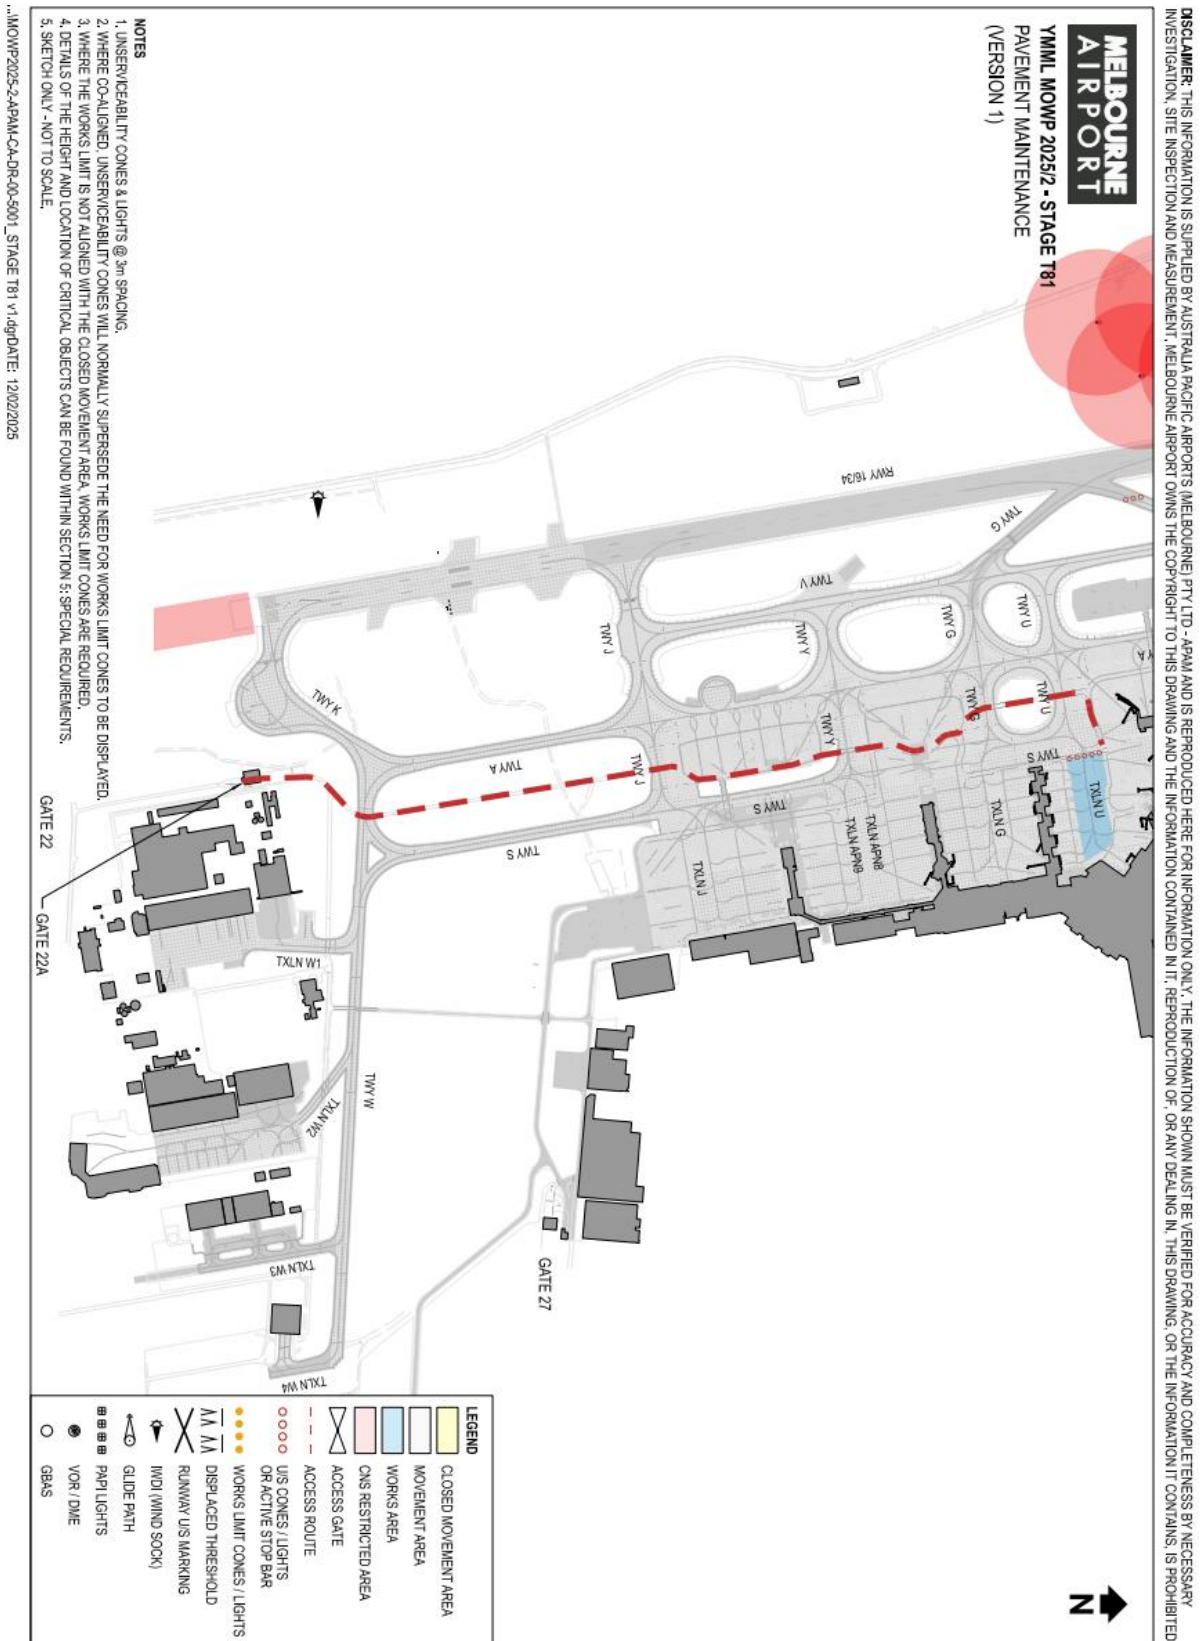 DISCLAIMER: THIS INFORMATION IS SUPPLIED BY AUSTRALIA PACIFIC AIRPORTS (MELBOURNE) PTY LTD - APAM AND IS REPRODUCED HERE FOR INFORMATION ONLY. THE INFORMATION SHOWN MUST BE VERIFIED FOR ACCURACY AND COMPLETENESS BY NECESSARY
INVESTIGATION, SITE INSPECTION AND MEASUREMENT, MELBOURNE AIRPORT OWNS THE COPYRIGHT TO THIS DRAWING AND THE INFORMATION CONTAINED IN IT. REPRODUCTION OF, OR ANY DEALING IN, THIS DRAWING, OR THE INFORMATION IT CONTAINS, IS PROHIBITED
MELBOURNE
AIRPORT
YMML MOWP 2025/2 - STAGE T81
PAVEMENT MAINTENANCE
(VERSION 1)
N
RWY 16/34
TWY G
TWY V
TWY U
TWY G
TWY Y
TWY J
TWY K
TWY A
TWY U
TWY G
TWY Y
TWY J
TWY A
TWY S
TXLN U
TWY S
TWY S
TXLN G
TXLN APN8
TXLN APN9
TXLN J
TXLN W1
TWY W
TXLN W2
TXLN W3
TXLN W4
GATE 27
GATE 22
GATE 22A
LEGEND
CLOSED MOVEMENT AREA
MOVEMENT AREA
WORKS AREA
CNS RESTRICTED AREA
ACCESS GATE
ACCESS ROUTE
U/S CONES / LIGHTS
OR ACTIVE STOP BAR
WORKS LIMIT CONES / LIGHTS
DISPLACED THRESHOLD
RUNWAY U/S MARKING
IWDI (WIND SOCK)
GLIDE PATH
PAPI LIGHTS
VOR / DME
GBAS
NOTES
1. UNSERVICEABILITY CONES & LIGHTS @ 3m SPACING.
2. WHERE CO-ALIGNED, UNSERVICEABILITY CONES WILL NORMALLY SUPERSEDE THE NEED FOR WORKS LIMIT CONES TO BE DISPLAYED.
3. WHERE THE WORKS LIMIT IS NOT ALIGNED WITH THE CLOSED MOVEMENT AREA, WORKS LIMIT CONES ARE REQUIRED.
4. DETAILS OF THE HEIGHT AND LOCATION OF CRITICAL OBJECTS CAN BE FOUND WITHIN SECTION 5: SPECIAL REQUIREMENTS.
5. SKETCH ONLY - NOT TO SCALE.
...\MOWP2025-2-APAM-CA-DR-00-5001_STAGE T81 v1.dgnDATE: 12/02/2025